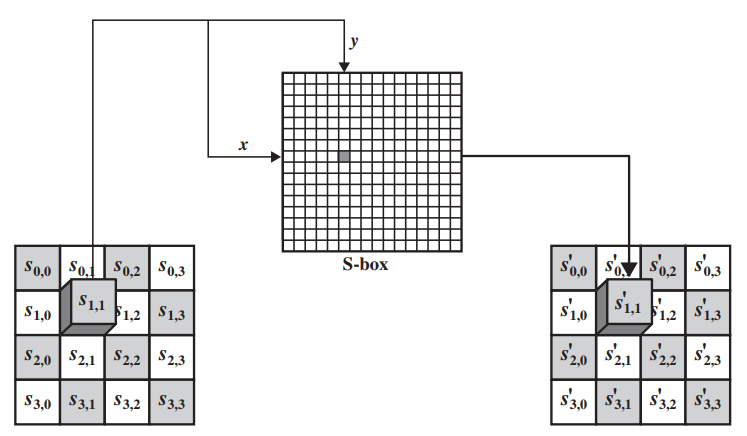 y
x
S-box
s0,0 s0,1 s0,2 s0,3
s1,0 s1,1 s1,2 s1,3
s2,0 s2,1 s2,2 s2,3
s3,0 s3,1 s3,2 s3,3
s'0,0 s'0,1 s'0,2 s'0,3
s'1,0 s'1,1 s'1,2 s'1,3
s'2,0 s'2,1 s'2,2 s'2,3
s'3,0 s'3,1 s'3,2 s'3,3